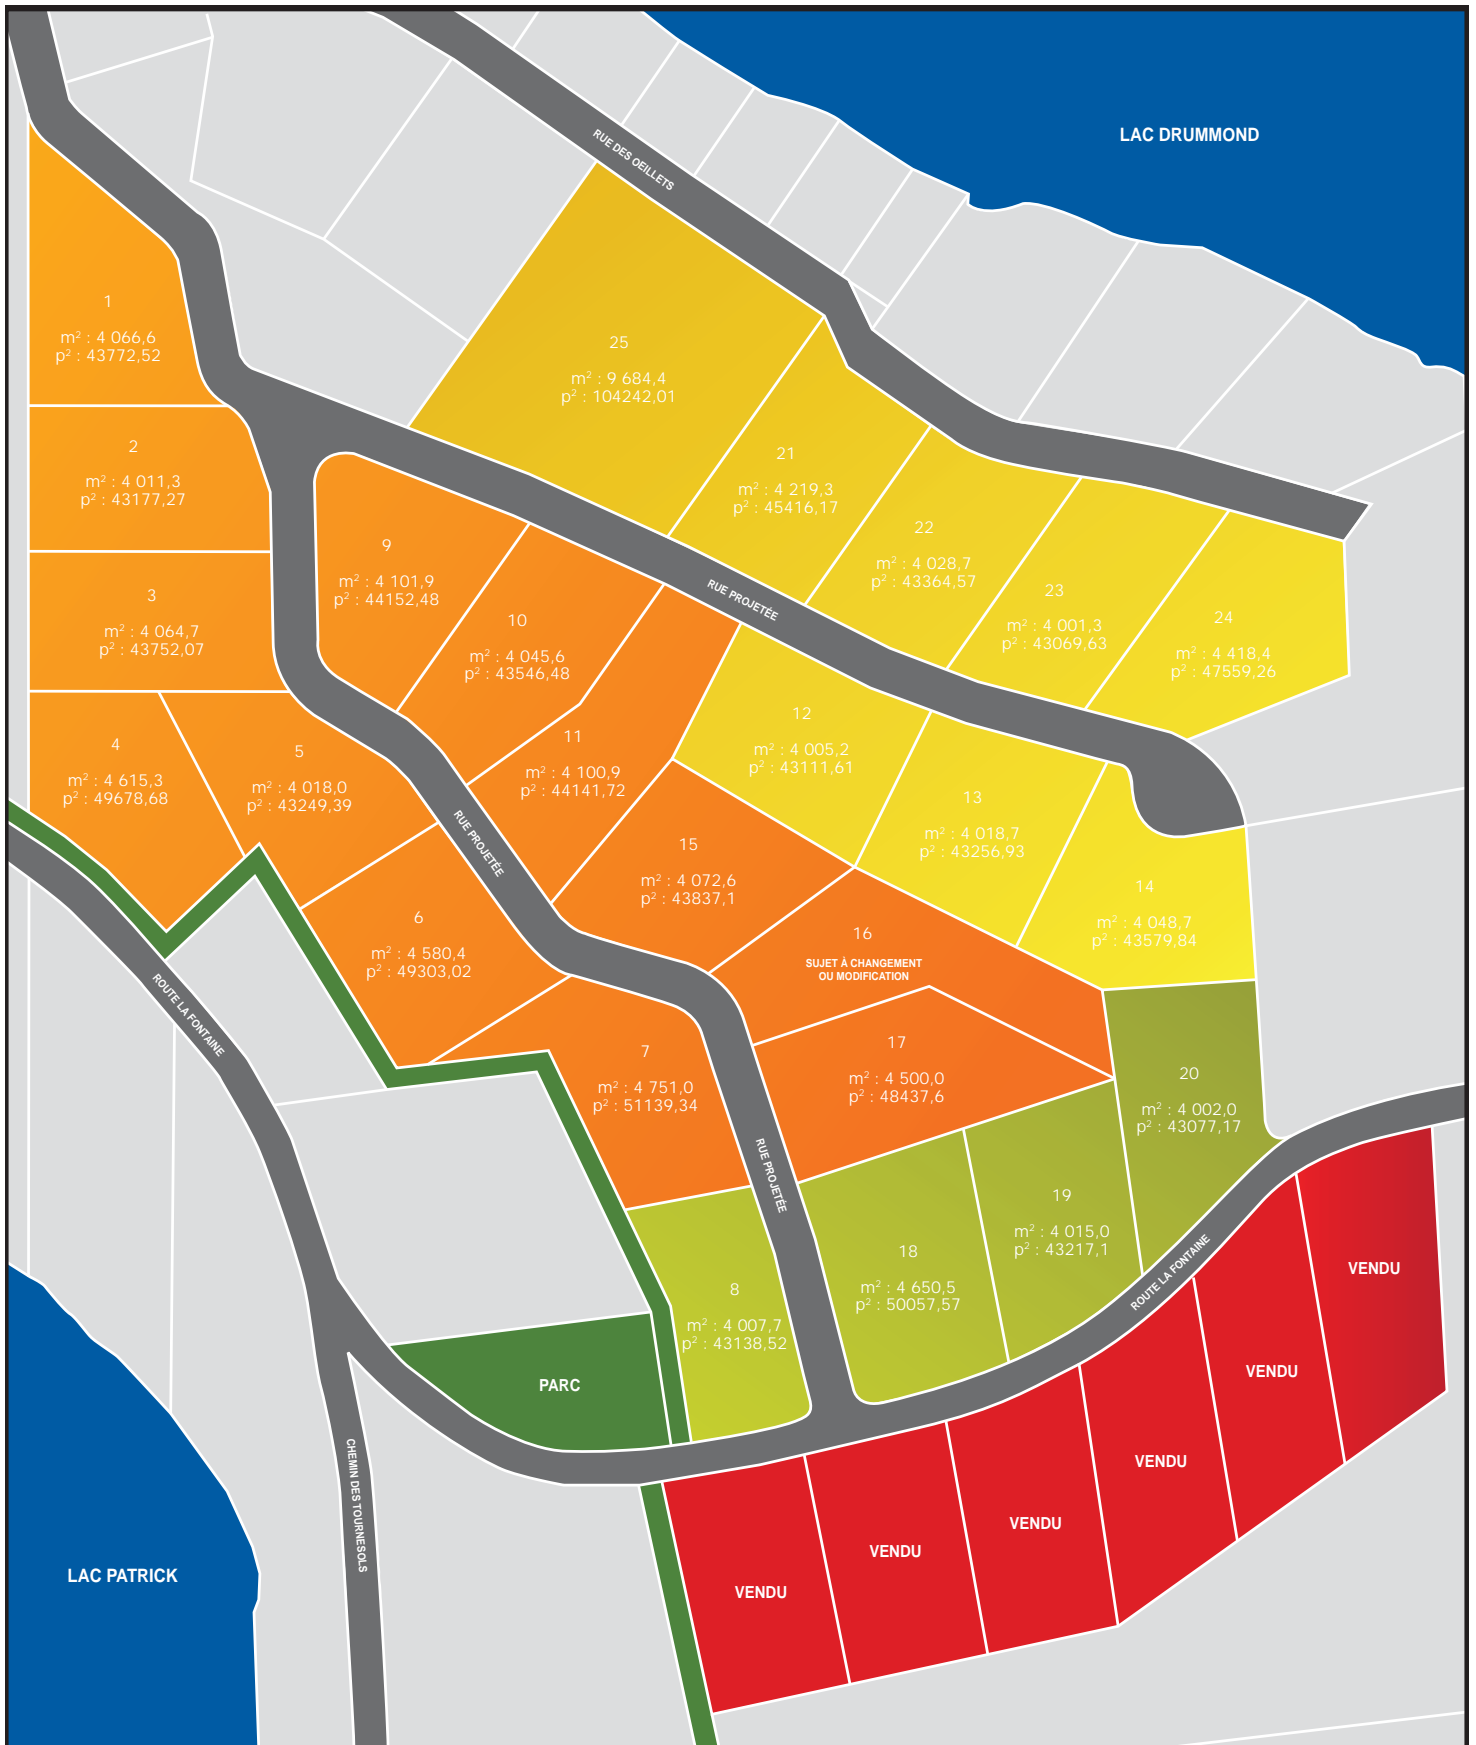 LAC DRUMMOND
RUE DES OEILLETS
1
m² : 4 066,6
p² : 43772,52
25
m² : 9 684,4
p² : 104242,01
2
m² : 4 011,3
p² : 43177,27
21
m² : 4 219,3
p² : 45416,17
22
m² : 4 028,7
p² : 43364,57
9
m² : 4 101,9
p² : 44152,48
3
m² : 4 064,7
p² : 43752,07
RUE PROJETÉE
23
m² : 4 001,3
p² : 43069,63
10
m² : 4 045,6
p² : 43546,48
24
m² : 4 418,4
p² : 47559,26
4
m² : 4 615,3
p² : 49678,68
5
m² : 4 018,0
p² : 43249,39
11
m² : 4 100,9
p² : 44141,72
12
m² : 4 005,2
p² : 43111,61
13
m² : 4 018,7
p² : 43256,93
RUE PROJETÉE
15
m² : 4 072,6
p² : 43837,1
14
m² : 4 048,7
p² : 43579,84
6
m² : 4 580,4
p² : 49303,02
16
SUJET À CHANGEMENT
OU MODIFICATION
ROUTE LA FONTAINE
7
m² : 4 751,0
p² : 51139,34
17
m² : 4 500,0
p² : 48437,6
20
m² : 4 002,0
p² : 43077,17
RUE PROJETÉE
19
m² : 4 015,0
p² : 43217,1
18
m² : 4 650,5
p² : 50057,57
8
m² : 4 007,7
p² : 43138,52
ROUTE LA FONTAINE
VENDU
VENDU
PARC
VENDU
CHEMIN DES TOURNESOLS
VENDU
VENDU
VENDU
LAC PATRICK